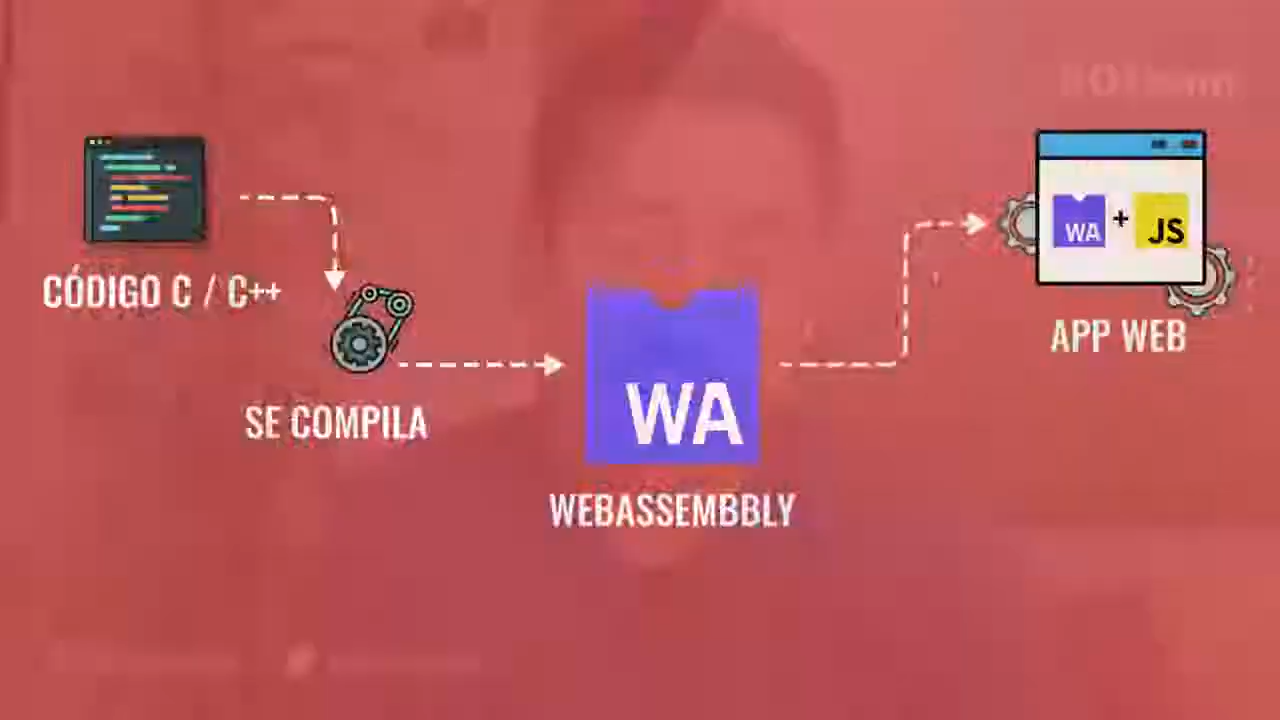 CÓDIGO C / C++
SE COMPILA
WA
WEBASSEMBBLY
WA + JS
APP WEB